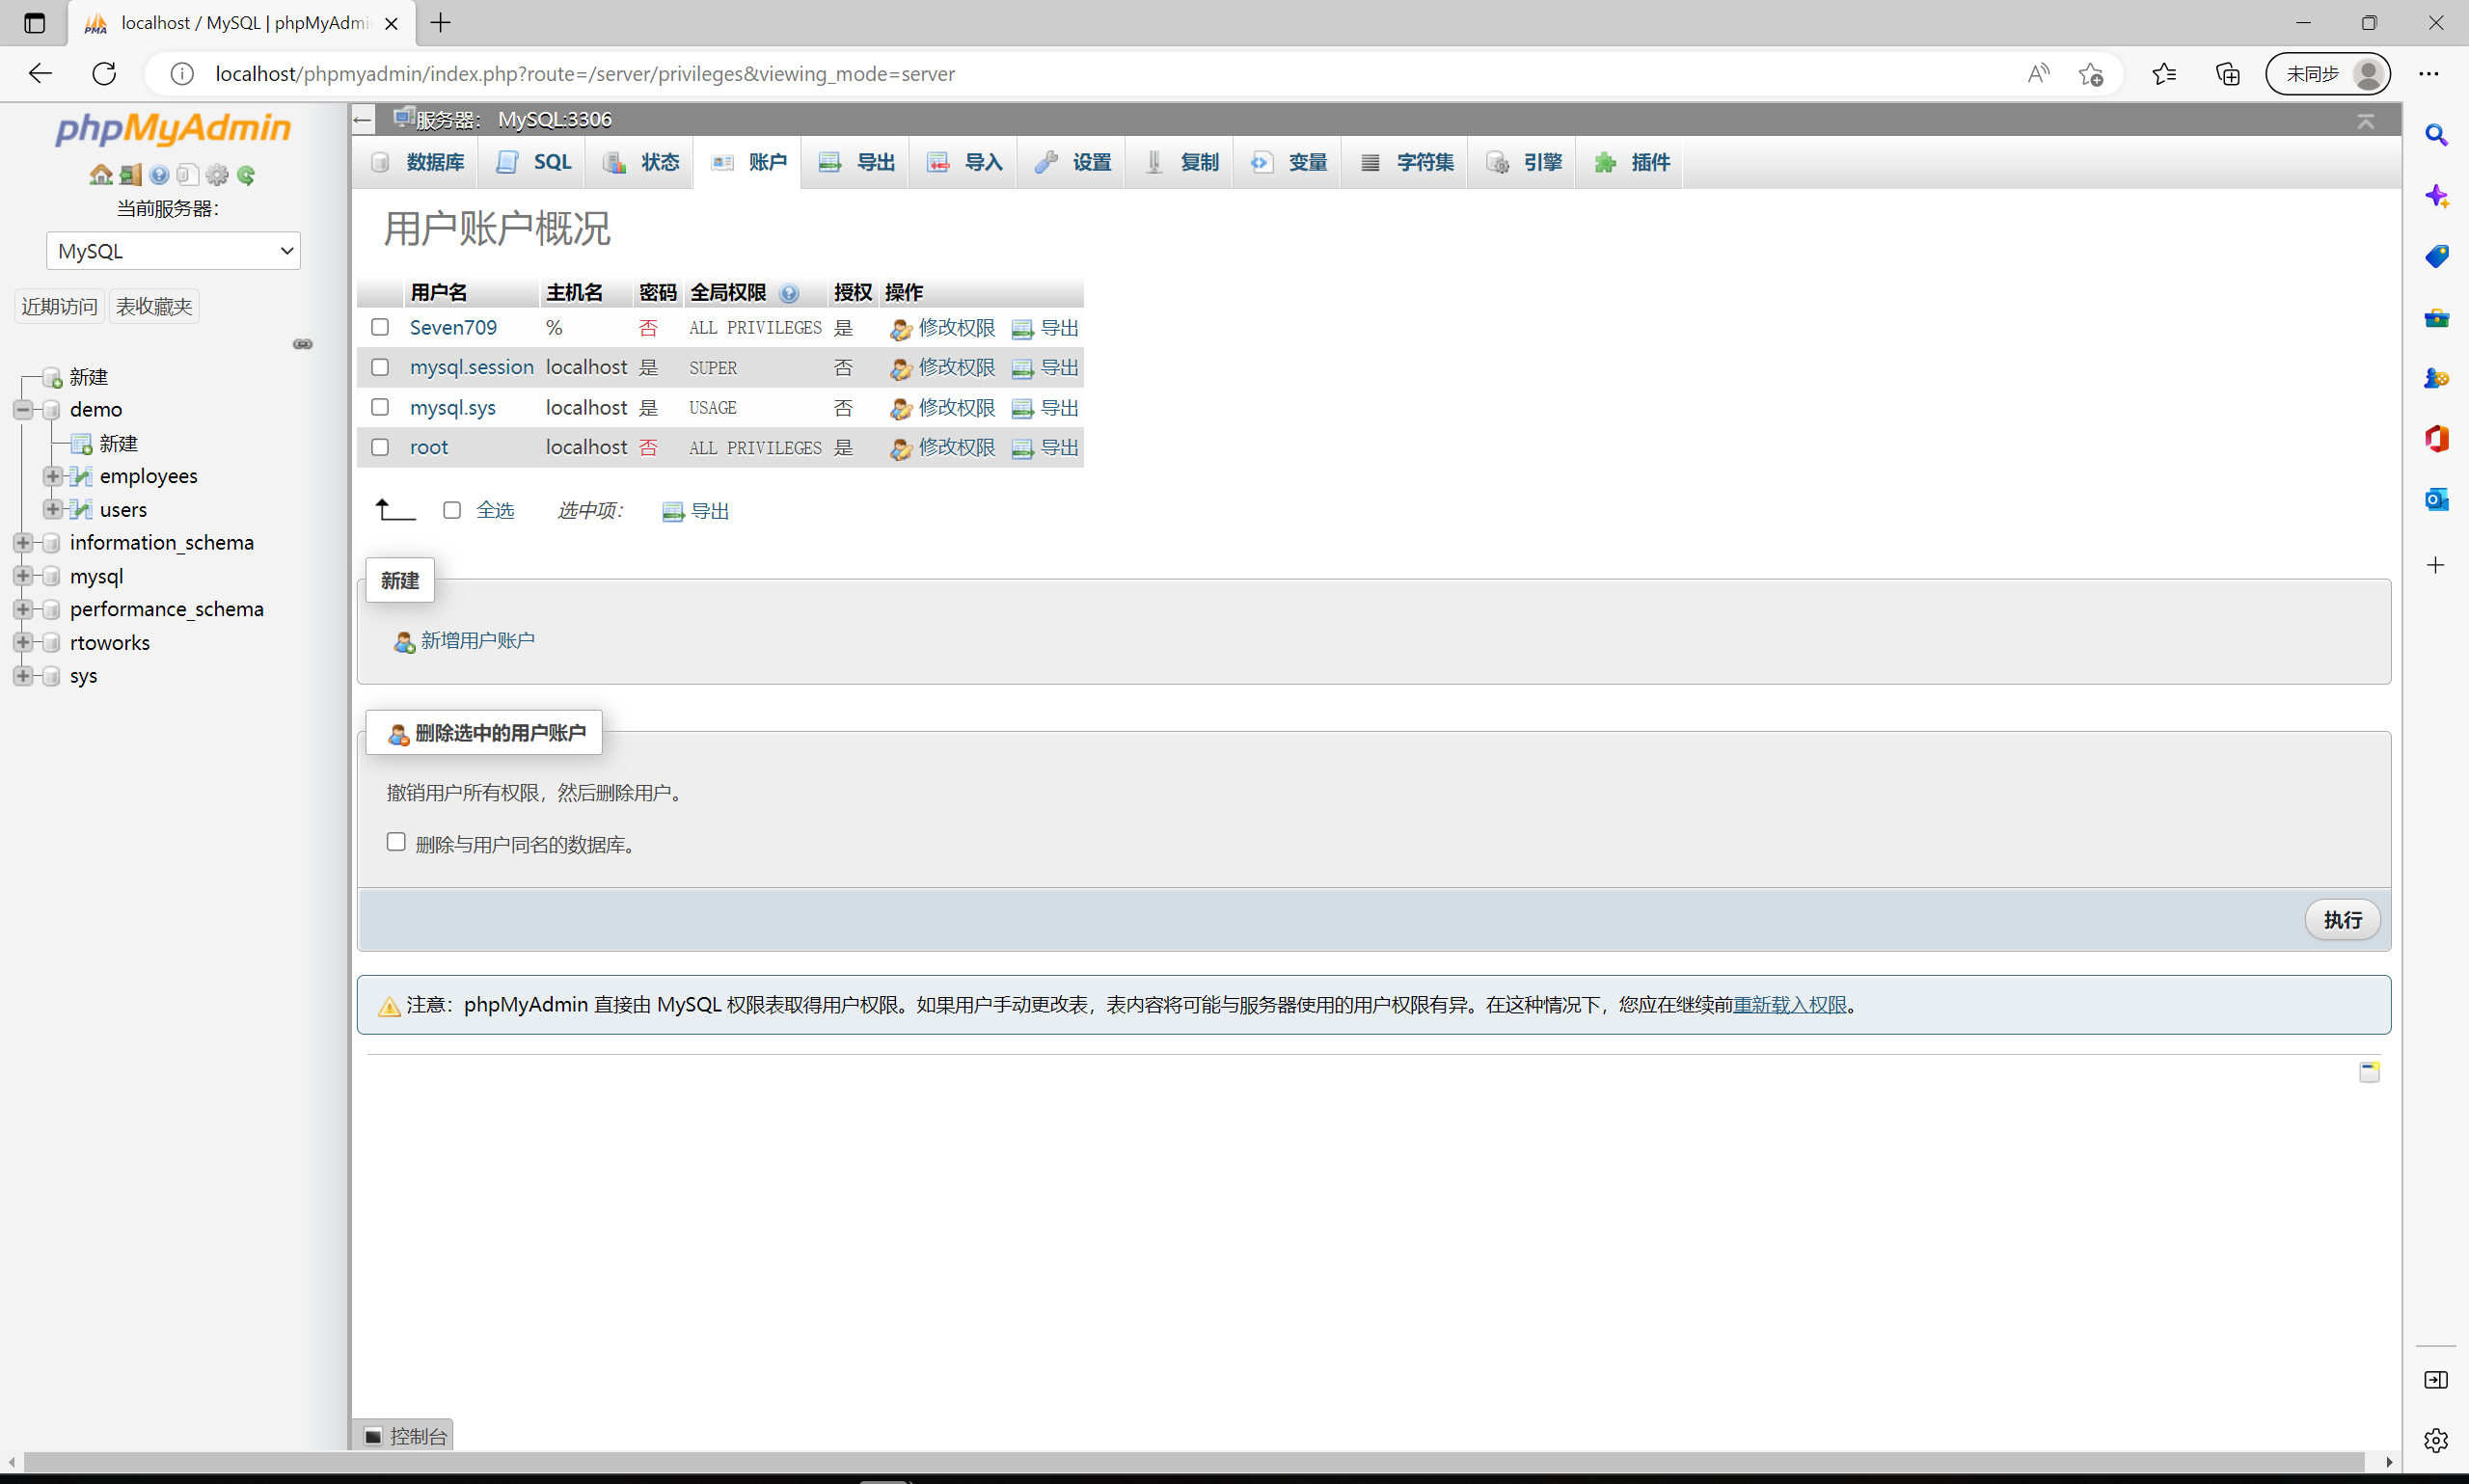 localhost / MySQL | phpMyAdmi
localhost/phpmyadmin/index.php?route=/server/privileges&viewing_mode=server
未同步
phpMyAdmin
当前服务器：
MySQL
近期访问 表收藏夹
新建
demo
新建
employees
users
information_schema
mysql
performance_schema
rtoworks
sys
服务器： MySQL:3306
数据库 SQL 状态 账户 导出 导入 设置 复制 变量 字符集 引擎 插件
用户账户概况
用户名 主机名 密码 全局权限 授权 操作
Seven709 % 否 ALL PRIVILEGES 是 修改权限 导出
mysql.session localhost 是 SUPER 否 修改权限 导出
mysql.sys localhost 是 USAGE 否 修改权限 导出
root localhost 否 ALL PRIVILEGES 是 修改权限 导出
全选 选中项： 导出
新建
新增用户账户
删除选中的用户账户
撤销用户所有权限，然后删除用户。
删除与用户同名的数据库。
执行
注意：phpMyAdmin 直接由 MySQL 权限表取得用户权限。如果用户手动更改表，表内容将可能与服务器使用的用户权限有异。在这种情况下，您应在继续前重新载入权限。
控制台